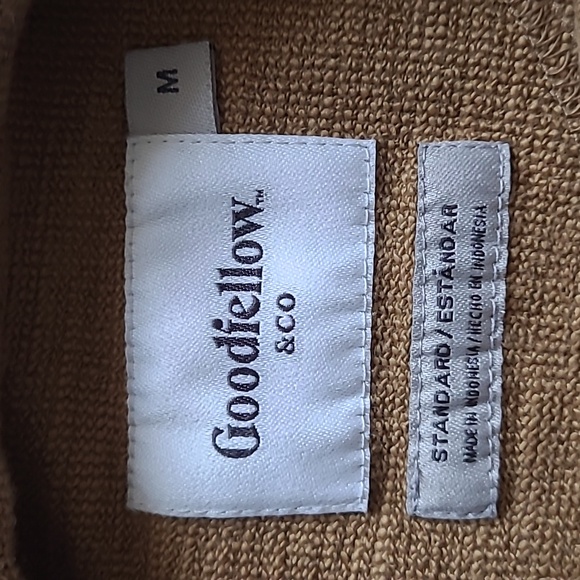 M
Goodfellow™
&CO
STANDARD/ESTÁNDAR
MADE IN INDONESIA/HECHO EN INDONESIA